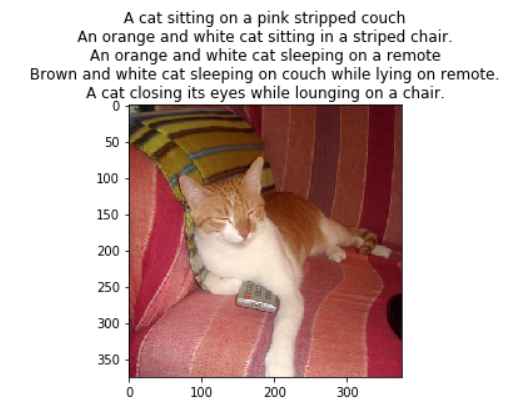 A cat sitting on a pink stripped couch
An orange and white cat sitting in a striped chair.
An orange and white cat sleeping on a remote
Brown and white cat sleeping on couch while lying on remote.
A cat closing its eyes while lounging on a chair.
0
50
100
150
200
250
300
350
0 100 200 300